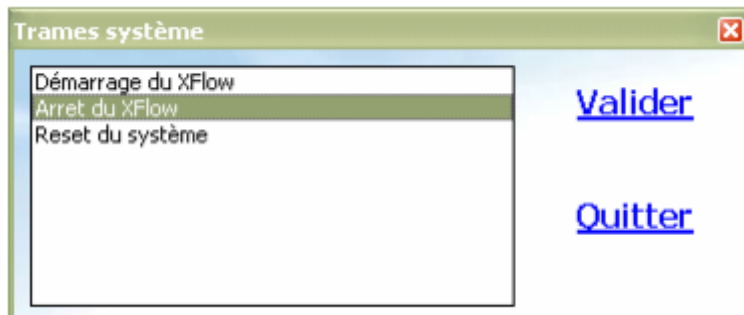 Trames système
Démarrage du XFlow
Arret du XFlow
Reset du système
Valider
Quitter